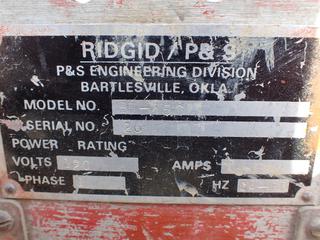 RIDGID / P& S
P&S ENGINEERING DIVISION
BARTLESVILLE, OKLA.
MODEL NO.
SERIAL NO.
POWER RATING
VOLTS AMPS
PHASE HZ